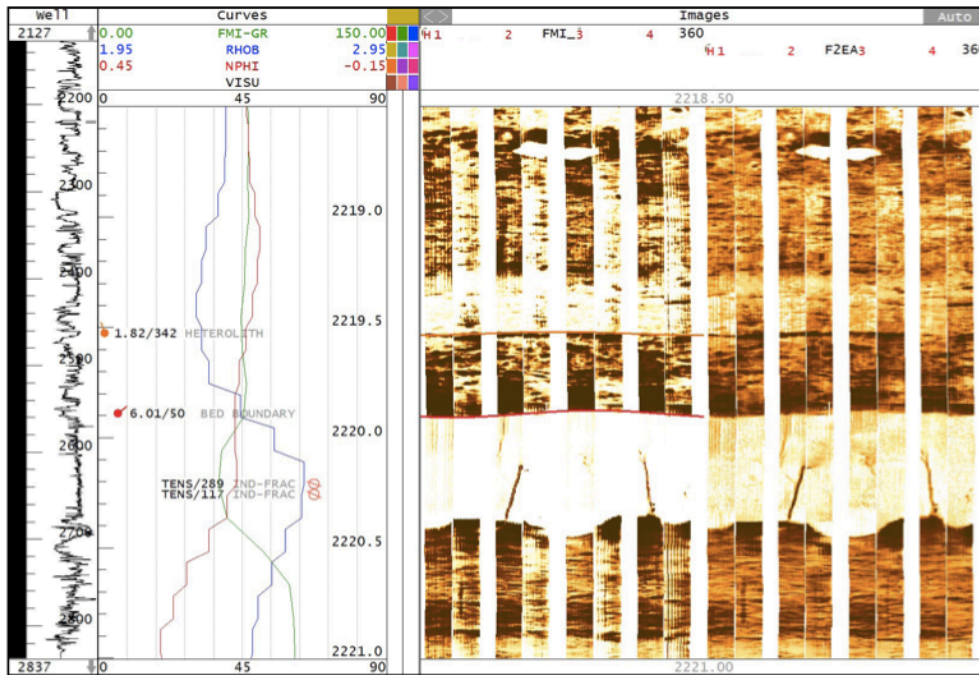 Well Curves Images Auto
2127 0.00 FMI-GR 150.00 H1 2 FMI_3 4 360
1.95 RHOB 2.95 H1 2 F2EA3 4 36
0.45 NPHI -0.15
VISU
0 45 90 2218.50
2200
2219.0
2300
2400
2219.5
1.82/342 HETEROLITH
2500
6.01/50 BED BOUNDARY
2220.0
2600
TENS/289 IND-FRAC
TENS/117 IND-FRAC
2220.5
2700
2800
2221.0
2837 0 45 90 2221.00